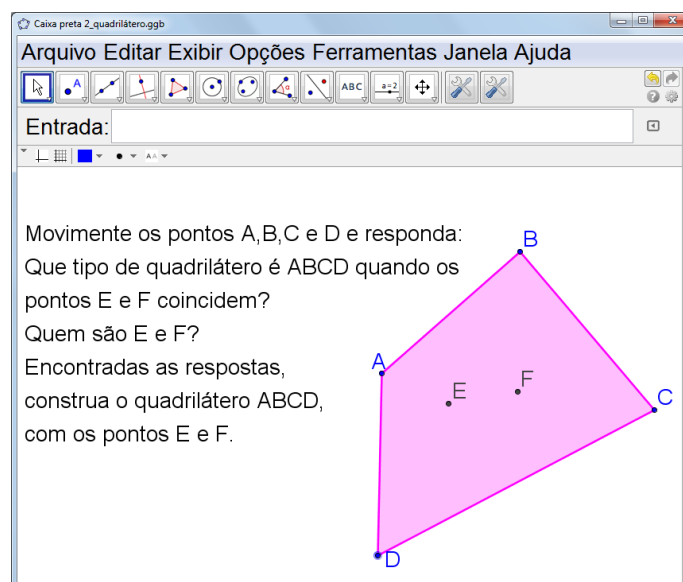 Caixa preta 2_quadrilátero.ggb
Arquivo Editar Exibir Opções Ferramentas Janela Ajuda
A α ABC a=2
Entrada:
AA
Movimente os pontos A,B,C e D e responda:
Que tipo de quadrilátero é ABCD quando os
pontos E e F coincidem?
Quem são E e F?
Encontradas as respostas,
construa o quadrilátero ABCD,
com os pontos E e F.
B
A
F
E
C
D